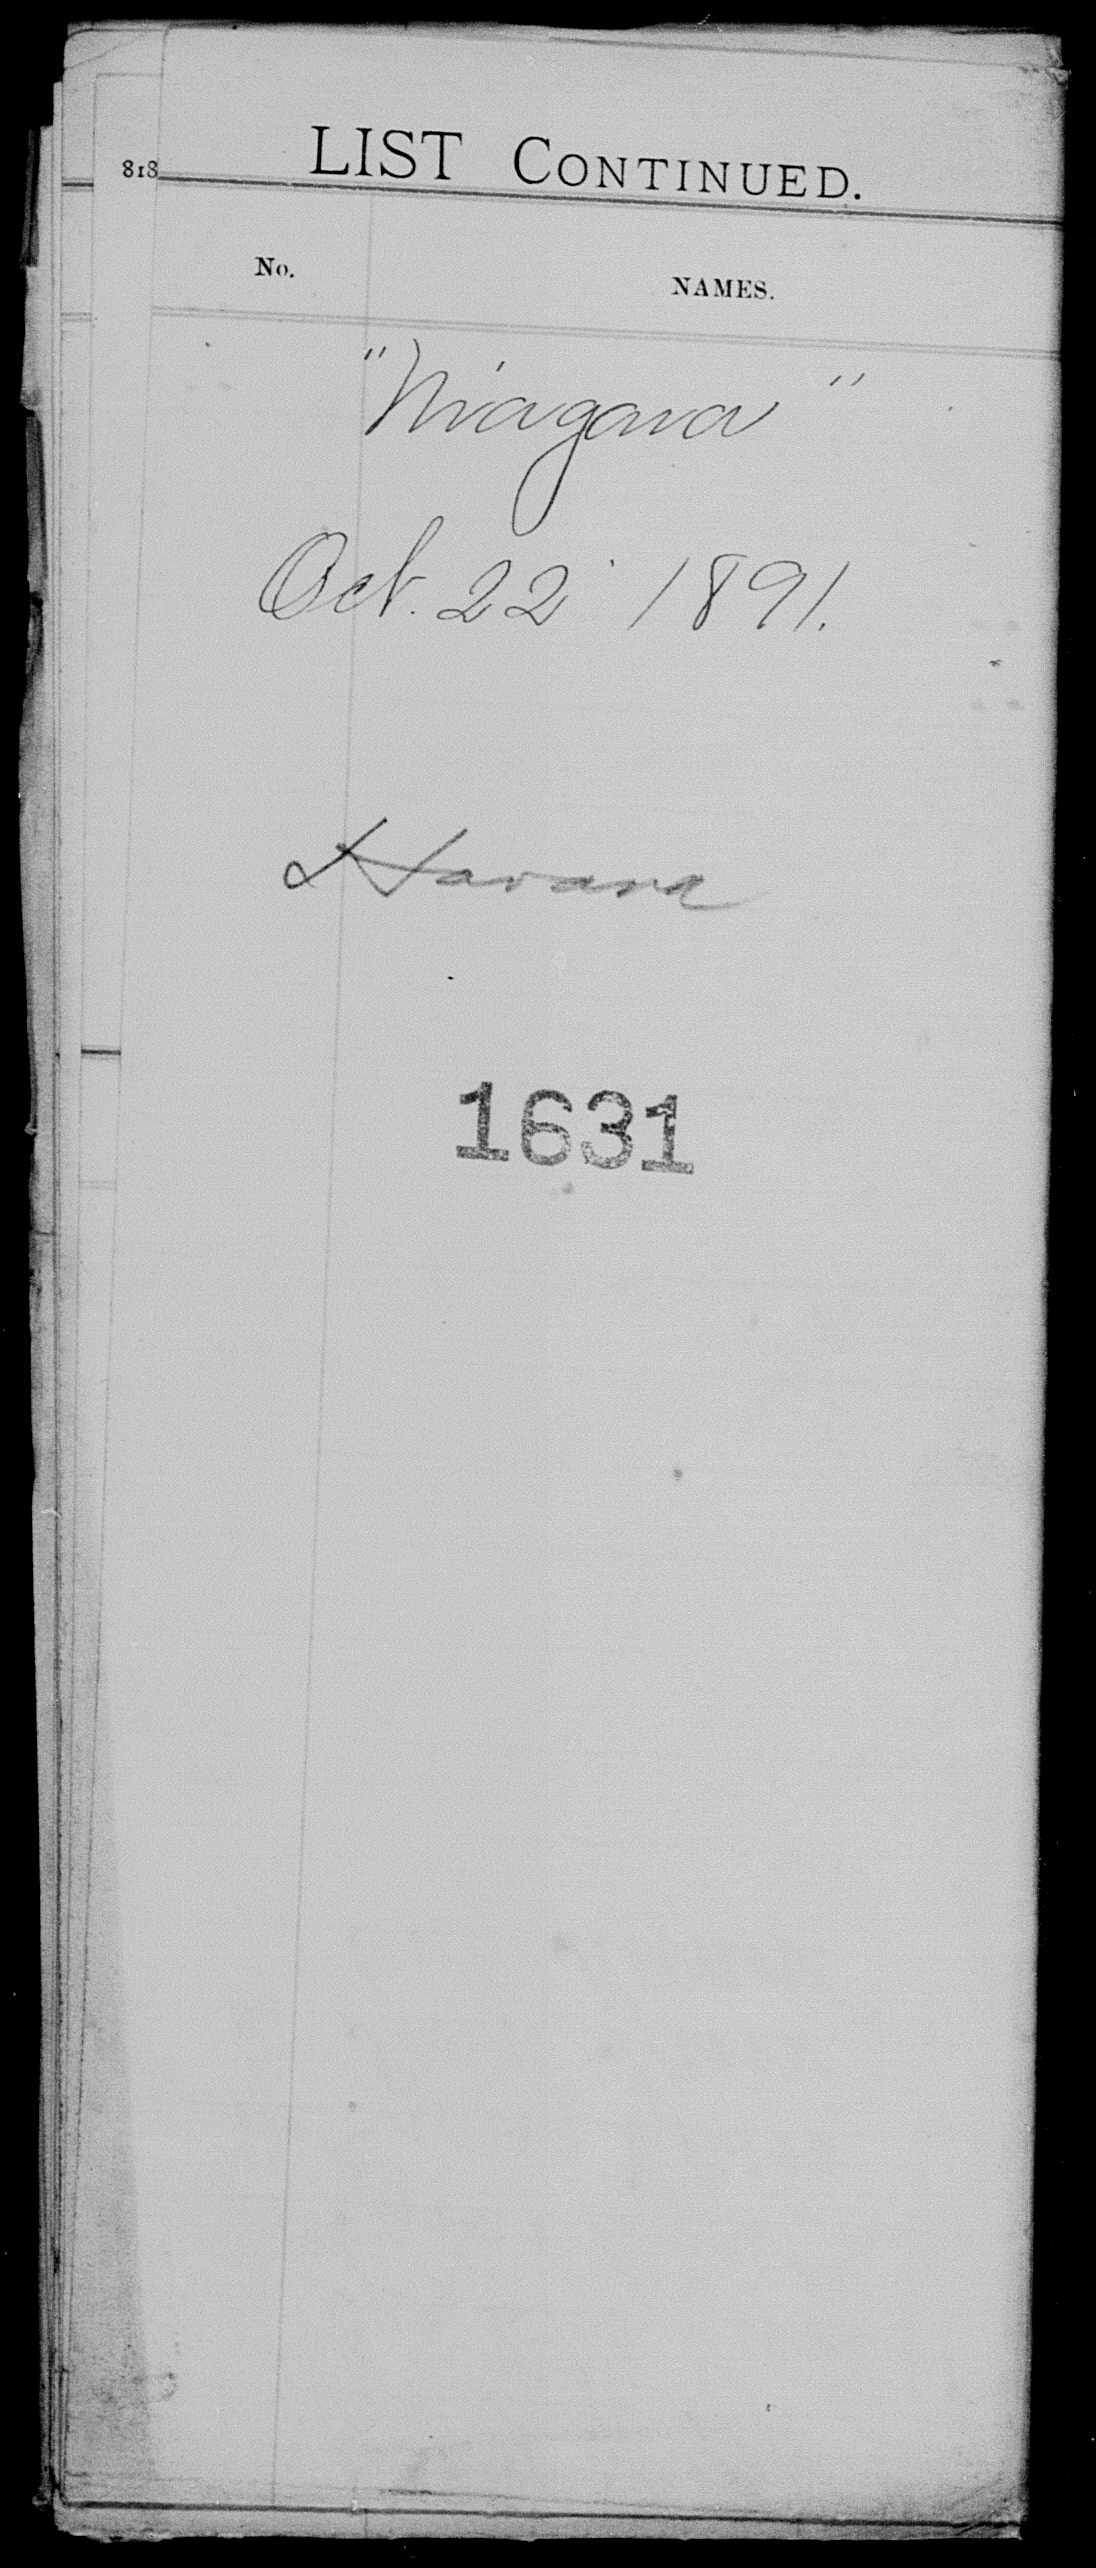 818
LIST CONTINUED.
No. NAMES.
"Niagara"
Oct. 22 1891.
Havana
1631